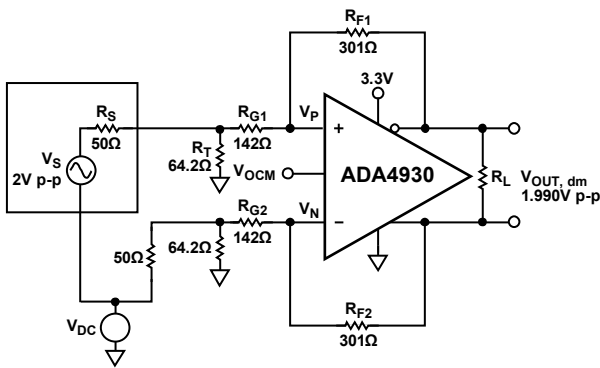 RF1
301Ω
3.3V
RS
50Ω
VS
2V p-p
RT
64.2Ω
RG1
142Ω
VP
+
VOCM
ADA4930
RL
VOUT, dm
1.990V p-p
50Ω
64.2Ω
RG2
142Ω
VN
−
VDC
RF2
301Ω